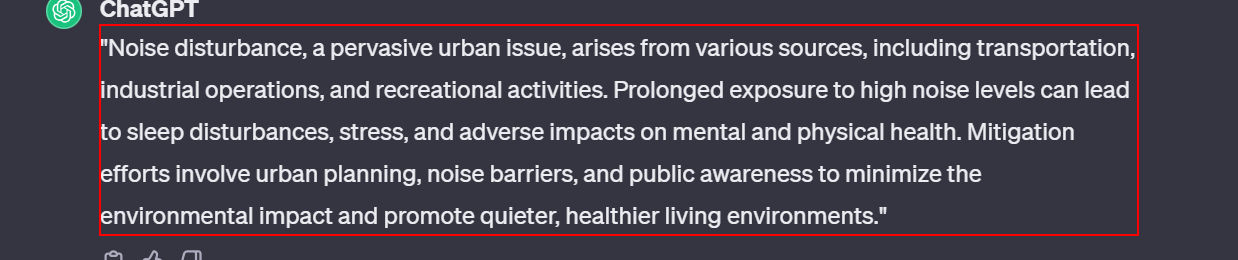 ChatGPT
"Noise disturbance, a pervasive urban issue, arises from various sources, including transportation,
industrial operations, and recreational activities. Prolonged exposure to high noise levels can lead
to sleep disturbances, stress, and adverse impacts on mental and physical health. Mitigation
efforts involve urban planning, noise barriers, and public awareness to minimize the
environmental impact and promote quieter, healthier living environments."